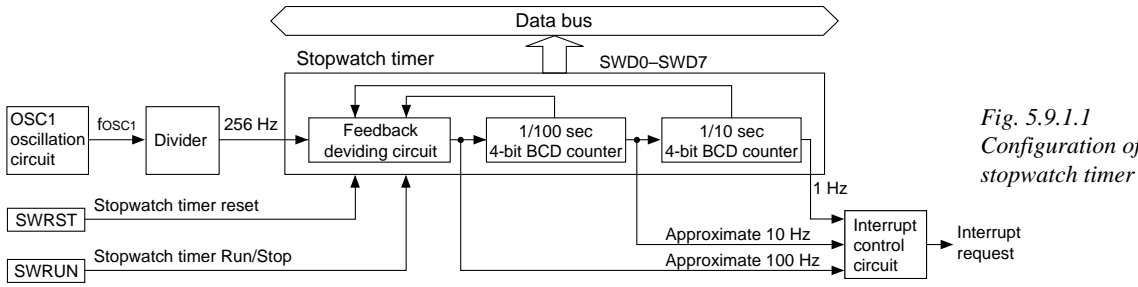 Data bus
Stopwatch timer
SWD0–SWD7
OSC1
oscillation
circuit
fOSC1
Divider
256 Hz
Feedback
deviding circuit
1/100 sec
4-bit BCD counter
1/10 sec
4-bit BCD counter
Fig. 5.9.1.1
Configuration of
stopwatch timer
1 Hz
SWRST
Stopwatch timer reset
SWRUN
Stopwatch timer Run/Stop
Approximate 10 Hz
Approximate 100 Hz
Interrupt
control
circuit
Interrupt
request